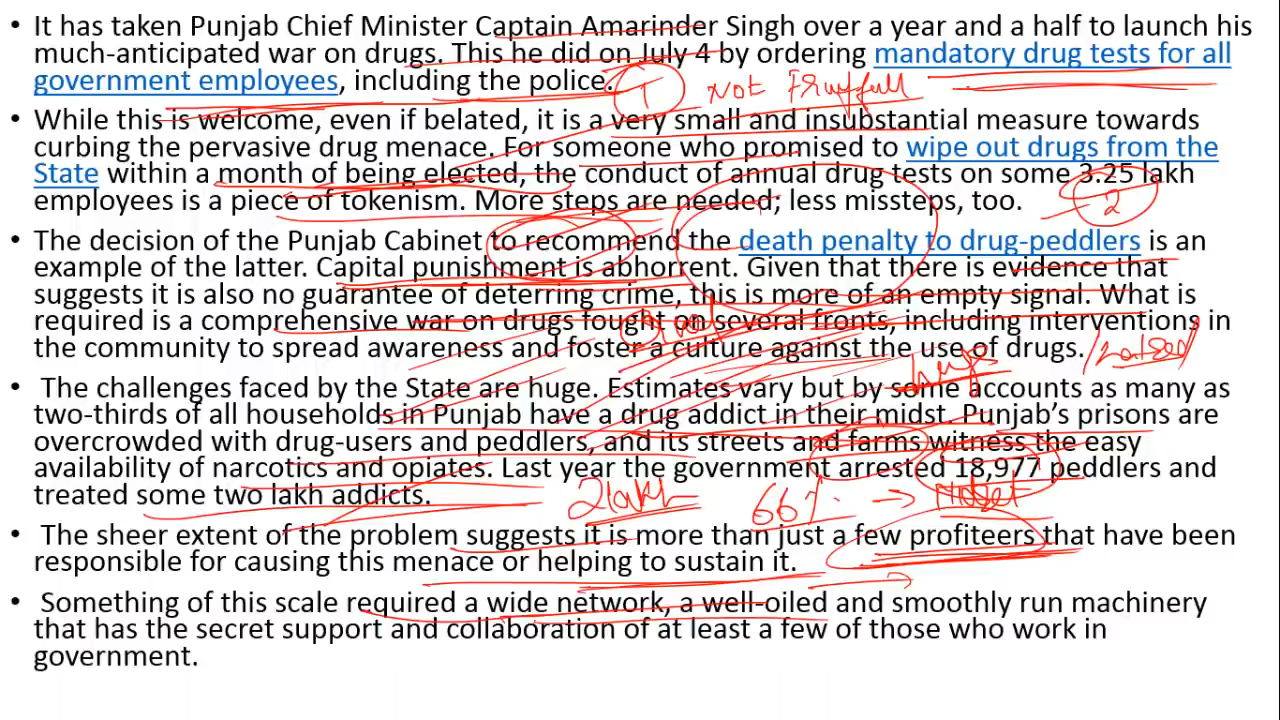 • It has taken Punjab Chief Minister Captain Amarinder Singh over a year and a half to launch his
much-anticipated war on drugs. This he did on July 4 by ordering mandatory drug tests for all
government employees, including the police.
1 Not Fruitfull
• While this is welcome, even if belated, it is a very small and insubstantial measure towards
curbing the pervasive drug menace. For someone who promised to wipe out drugs from the
State within a month of being elected, the conduct of annual drug tests on some 3.25 lakh
employees is a piece of tokenism. More steps are needed; less missteps, too.
2
• The decision of the Punjab Cabinet to recommend the death penalty to drug-peddlers is an
example of the latter. Capital punishment is abhorrent. Given that there is evidence that
suggests it is also no guarantee of deterring crime, this is more of an empty signal. What is
required is a comprehensive war on drugs fought on several fronts, including interventions in
the community to spread awareness and foster a culture against the use of drugs.
• The challenges faced by the State are huge. Estimates vary but by some accounts as many as
two-thirds of all households in Punjab have a drug addict in their midst. Punjab's prisons are
overcrowded with drug-users and peddlers, and its streets and farms witness the easy
availability of narcotics and opiates. Last year the government arrested 18,977 peddlers and
treated some two lakh addicts.
2 lakh 66% →
• The sheer extent of the problem suggests it is more than just a few profiteers that have been
responsible for causing this menace or helping to sustain it.
• Something of this scale required a wide network, a well-oiled and smoothly run machinery
that has the secret support and collaboration of at least a few of those who work in
government.